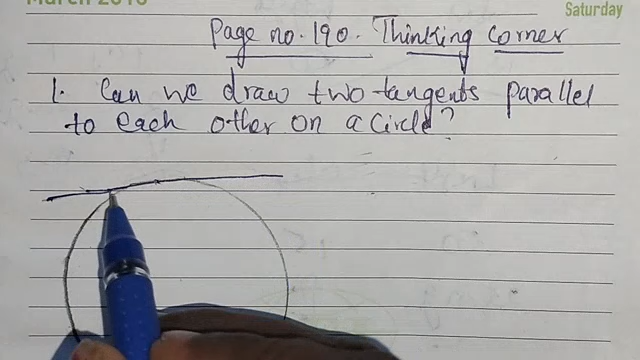 March 2018
Saturday
Page no. 190. Thinking Corner
1. Can we draw two tangents parallel
to each other on a circle?